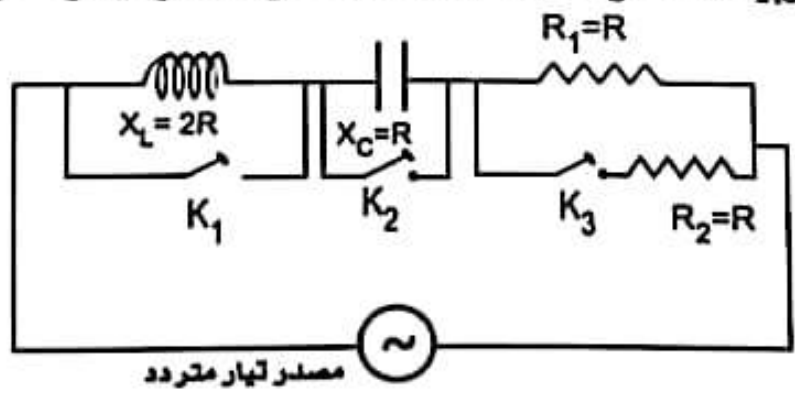 R₁=R
X_L = 2R
X_C=R
K₁
K₂
K₃
R₂=R
~
مصدر تيار متردد